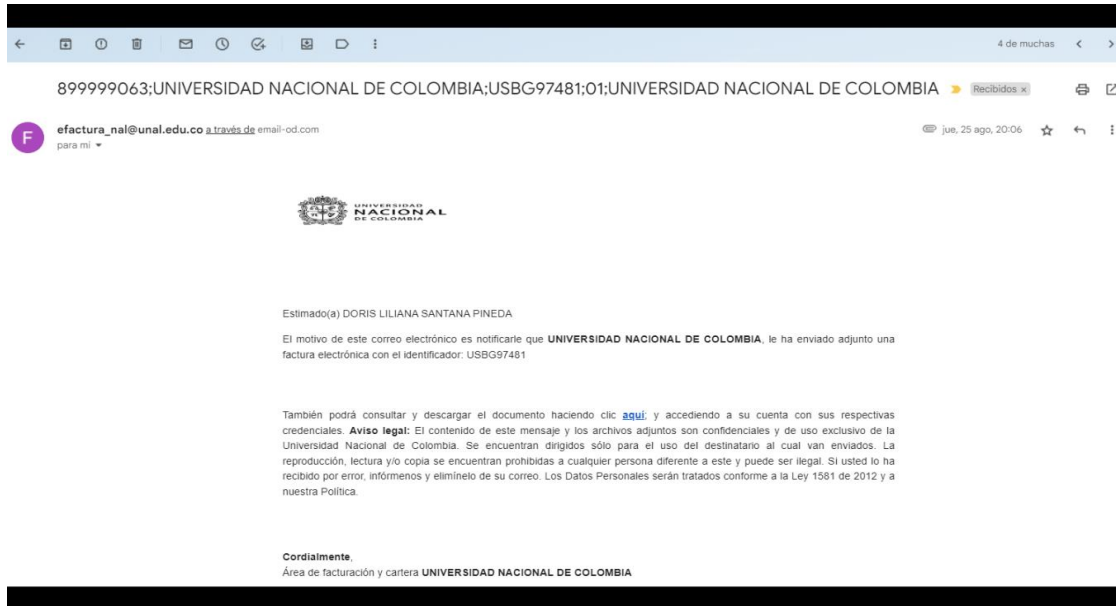 4 de muchas
899999063;UNIVERSIDAD NACIONAL DE COLOMBIA;USBG97481;01;UNIVERSIDAD NACIONAL DE COLOMBIA Recibidos x
F
efactura_nal@unal.edu.co a través de email-od.com
jue, 25 ago, 20:06
para mí
UNIVERSIDAD
NACIONAL
DE COLOMBIA
Estimado(a) DORIS LILIANA SANTANA PINEDA
El motivo de este correo electrónico es notificarle que UNIVERSIDAD NACIONAL DE COLOMBIA, le ha enviado adjunto una
factura electrónica con el identificador: USBG97481
También podrá consultar y descargar el documento haciendo clic aquí; y accediendo a su cuenta con sus respectivas
credenciales. Aviso legal: El contenido de este mensaje y los archivos adjuntos son confidenciales y de uso exclusivo de la
Universidad Nacional de Colombia. Se encuentran dirigidos sólo para el uso del destinatario al cual van enviados. La
reproducción, lectura y/o copia se encuentran prohibidas a cualquier persona diferente a este y puede ser ilegal. Si usted lo ha
recibido por error, infórmenos y elimínelo de su correo. Los Datos Personales serán tratados conforme a la Ley 1581 de 2012 y a
nuestra Política.
Cordialmente,
Área de facturación y cartera UNIVERSIDAD NACIONAL DE COLOMBIA